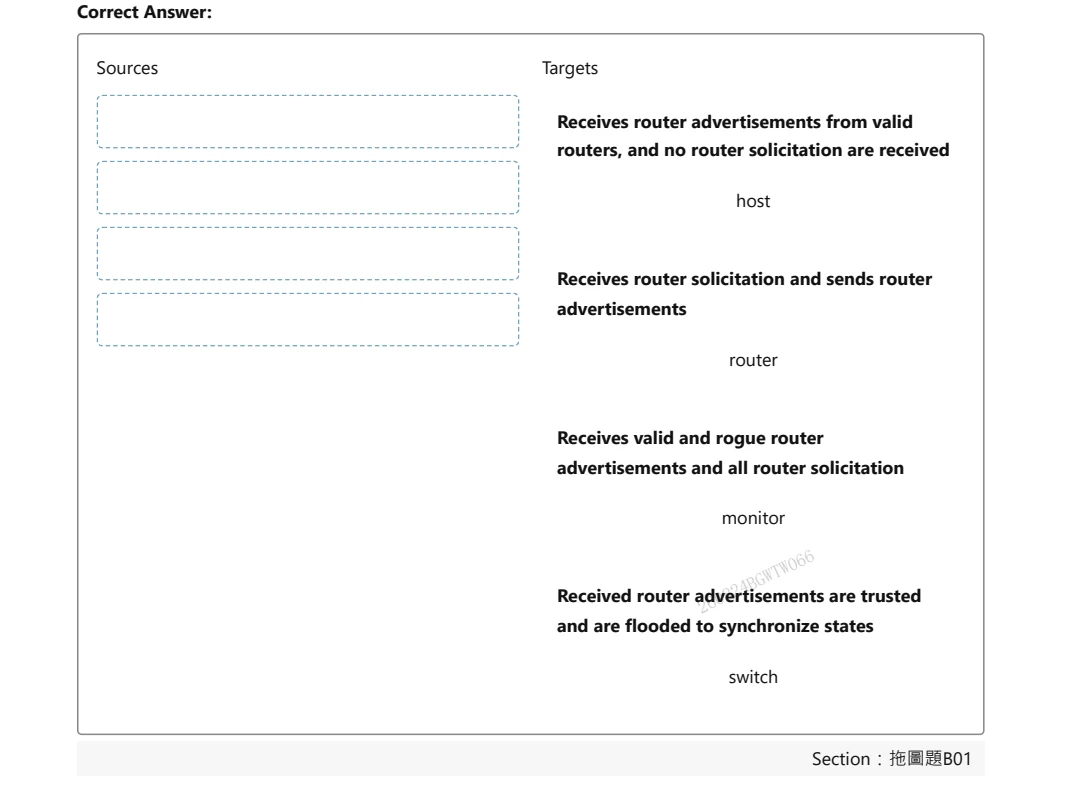 Correct Answer:
Sources
Targets
Receives router advertisements from valid
routers, and no router solicitation are received
host
Receives router solicitation and sends router
advertisements
router
Receives valid and rogue router
advertisements and all router solicitation
monitor
Received router advertisements are trusted
and are flooded to synchronize states
switch
Section：拖圖題B01